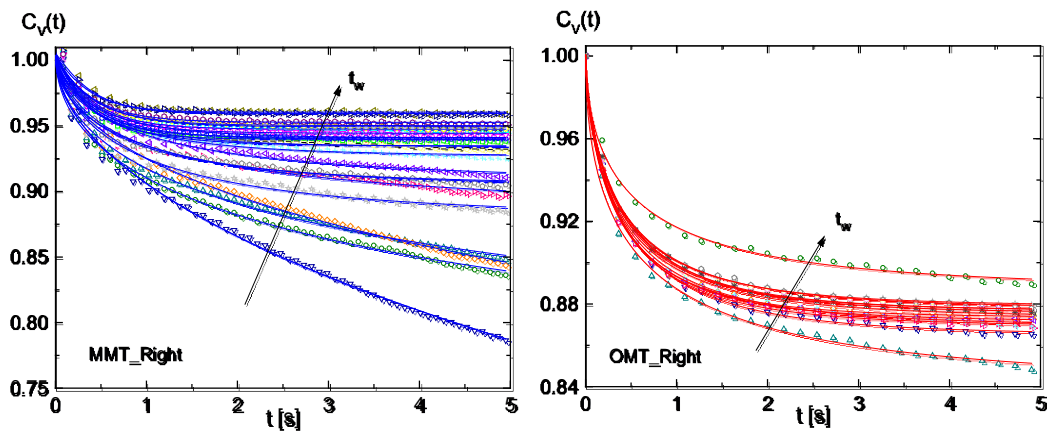 C_v(t)
1.00
0.95
0.90
0.85
0.80
0.75
t_w
MMT_Right
0 1 2 3 4 5
t [s]
C_v(t)
1.00
0.96
0.92
0.88
0.84
t_w
OMT_Right
0 1 2 3 4 5
t [s]